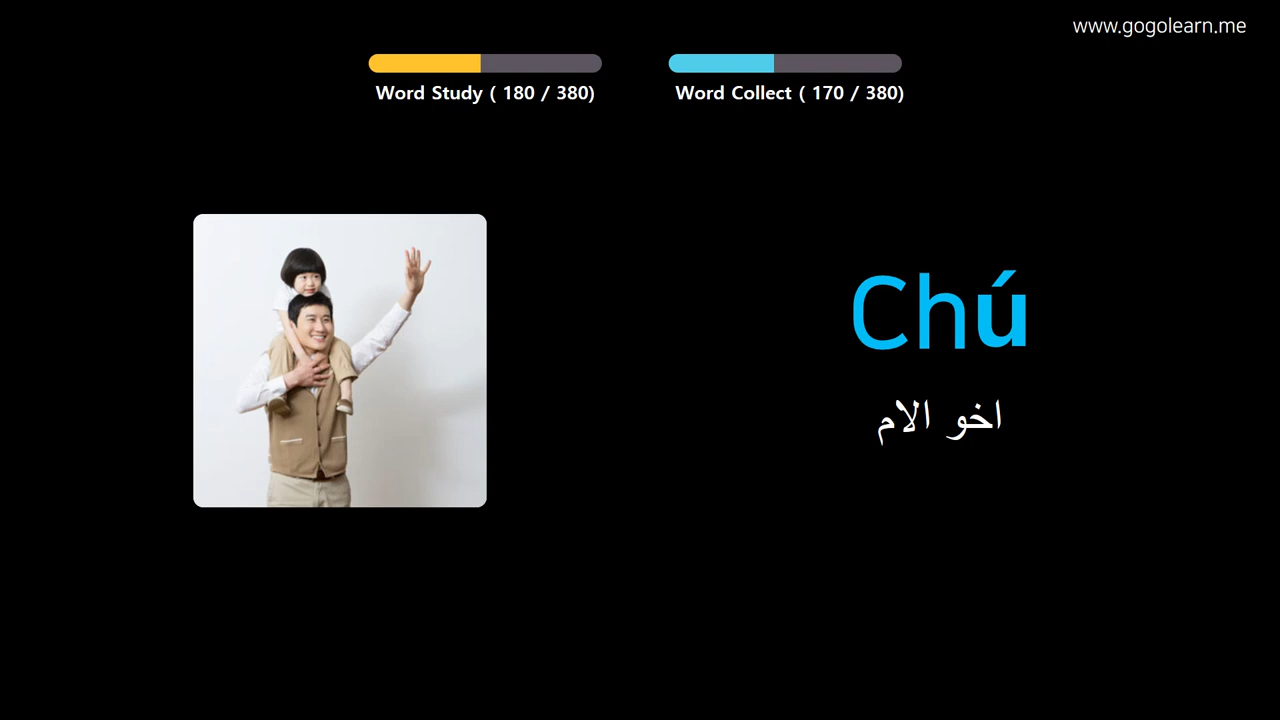 www.gogolearn.me
Word Study ( 180 / 380)
Word Collect ( 170 / 380)
Chú
اخو الام